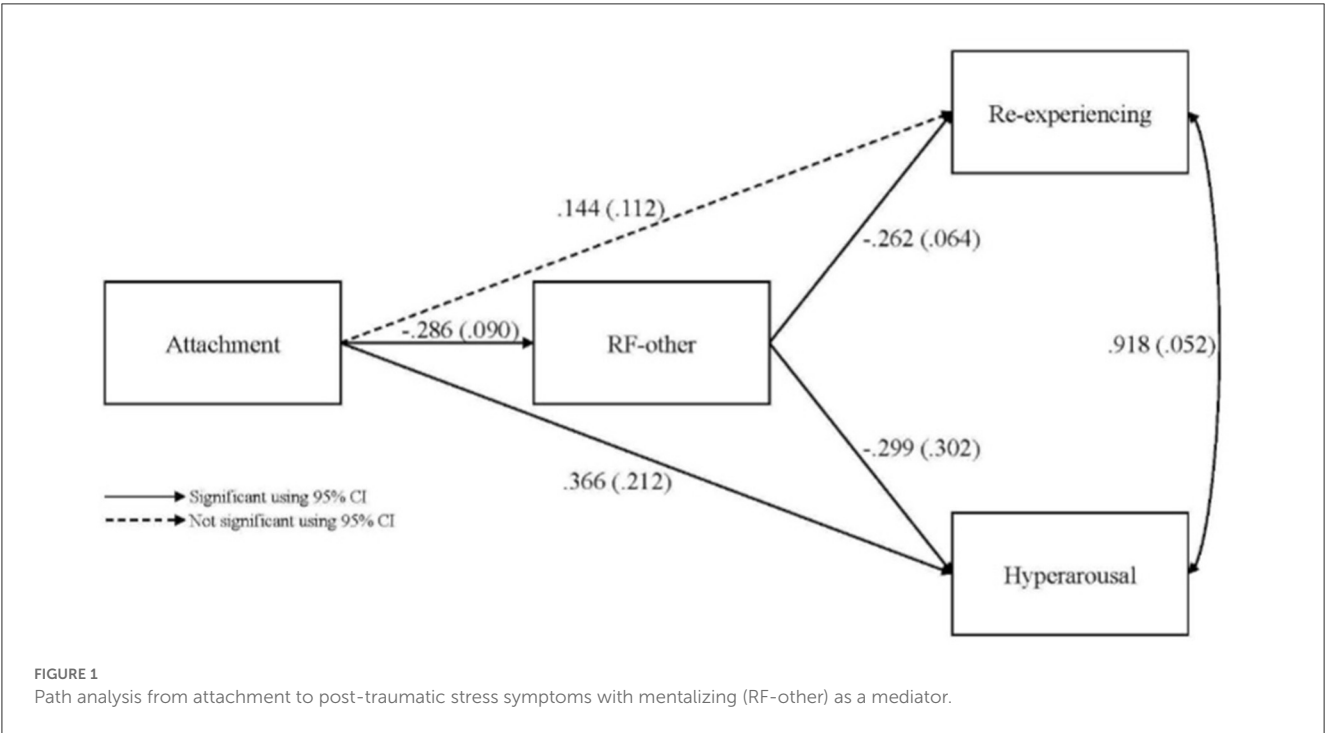 Re-experiencing
.144 (.112)
-.262 (.064)
Attachment
-.286 (.090)
RF-other
.918 (.052)
-.299 (.302)
.366 (.212)
Significant using 95% CI
Not significant using 95% CI
Hyperarousal
FIGURE 1
Path analysis from attachment to post-traumatic stress symptoms with mentalizing (RF-other) as a mediator.